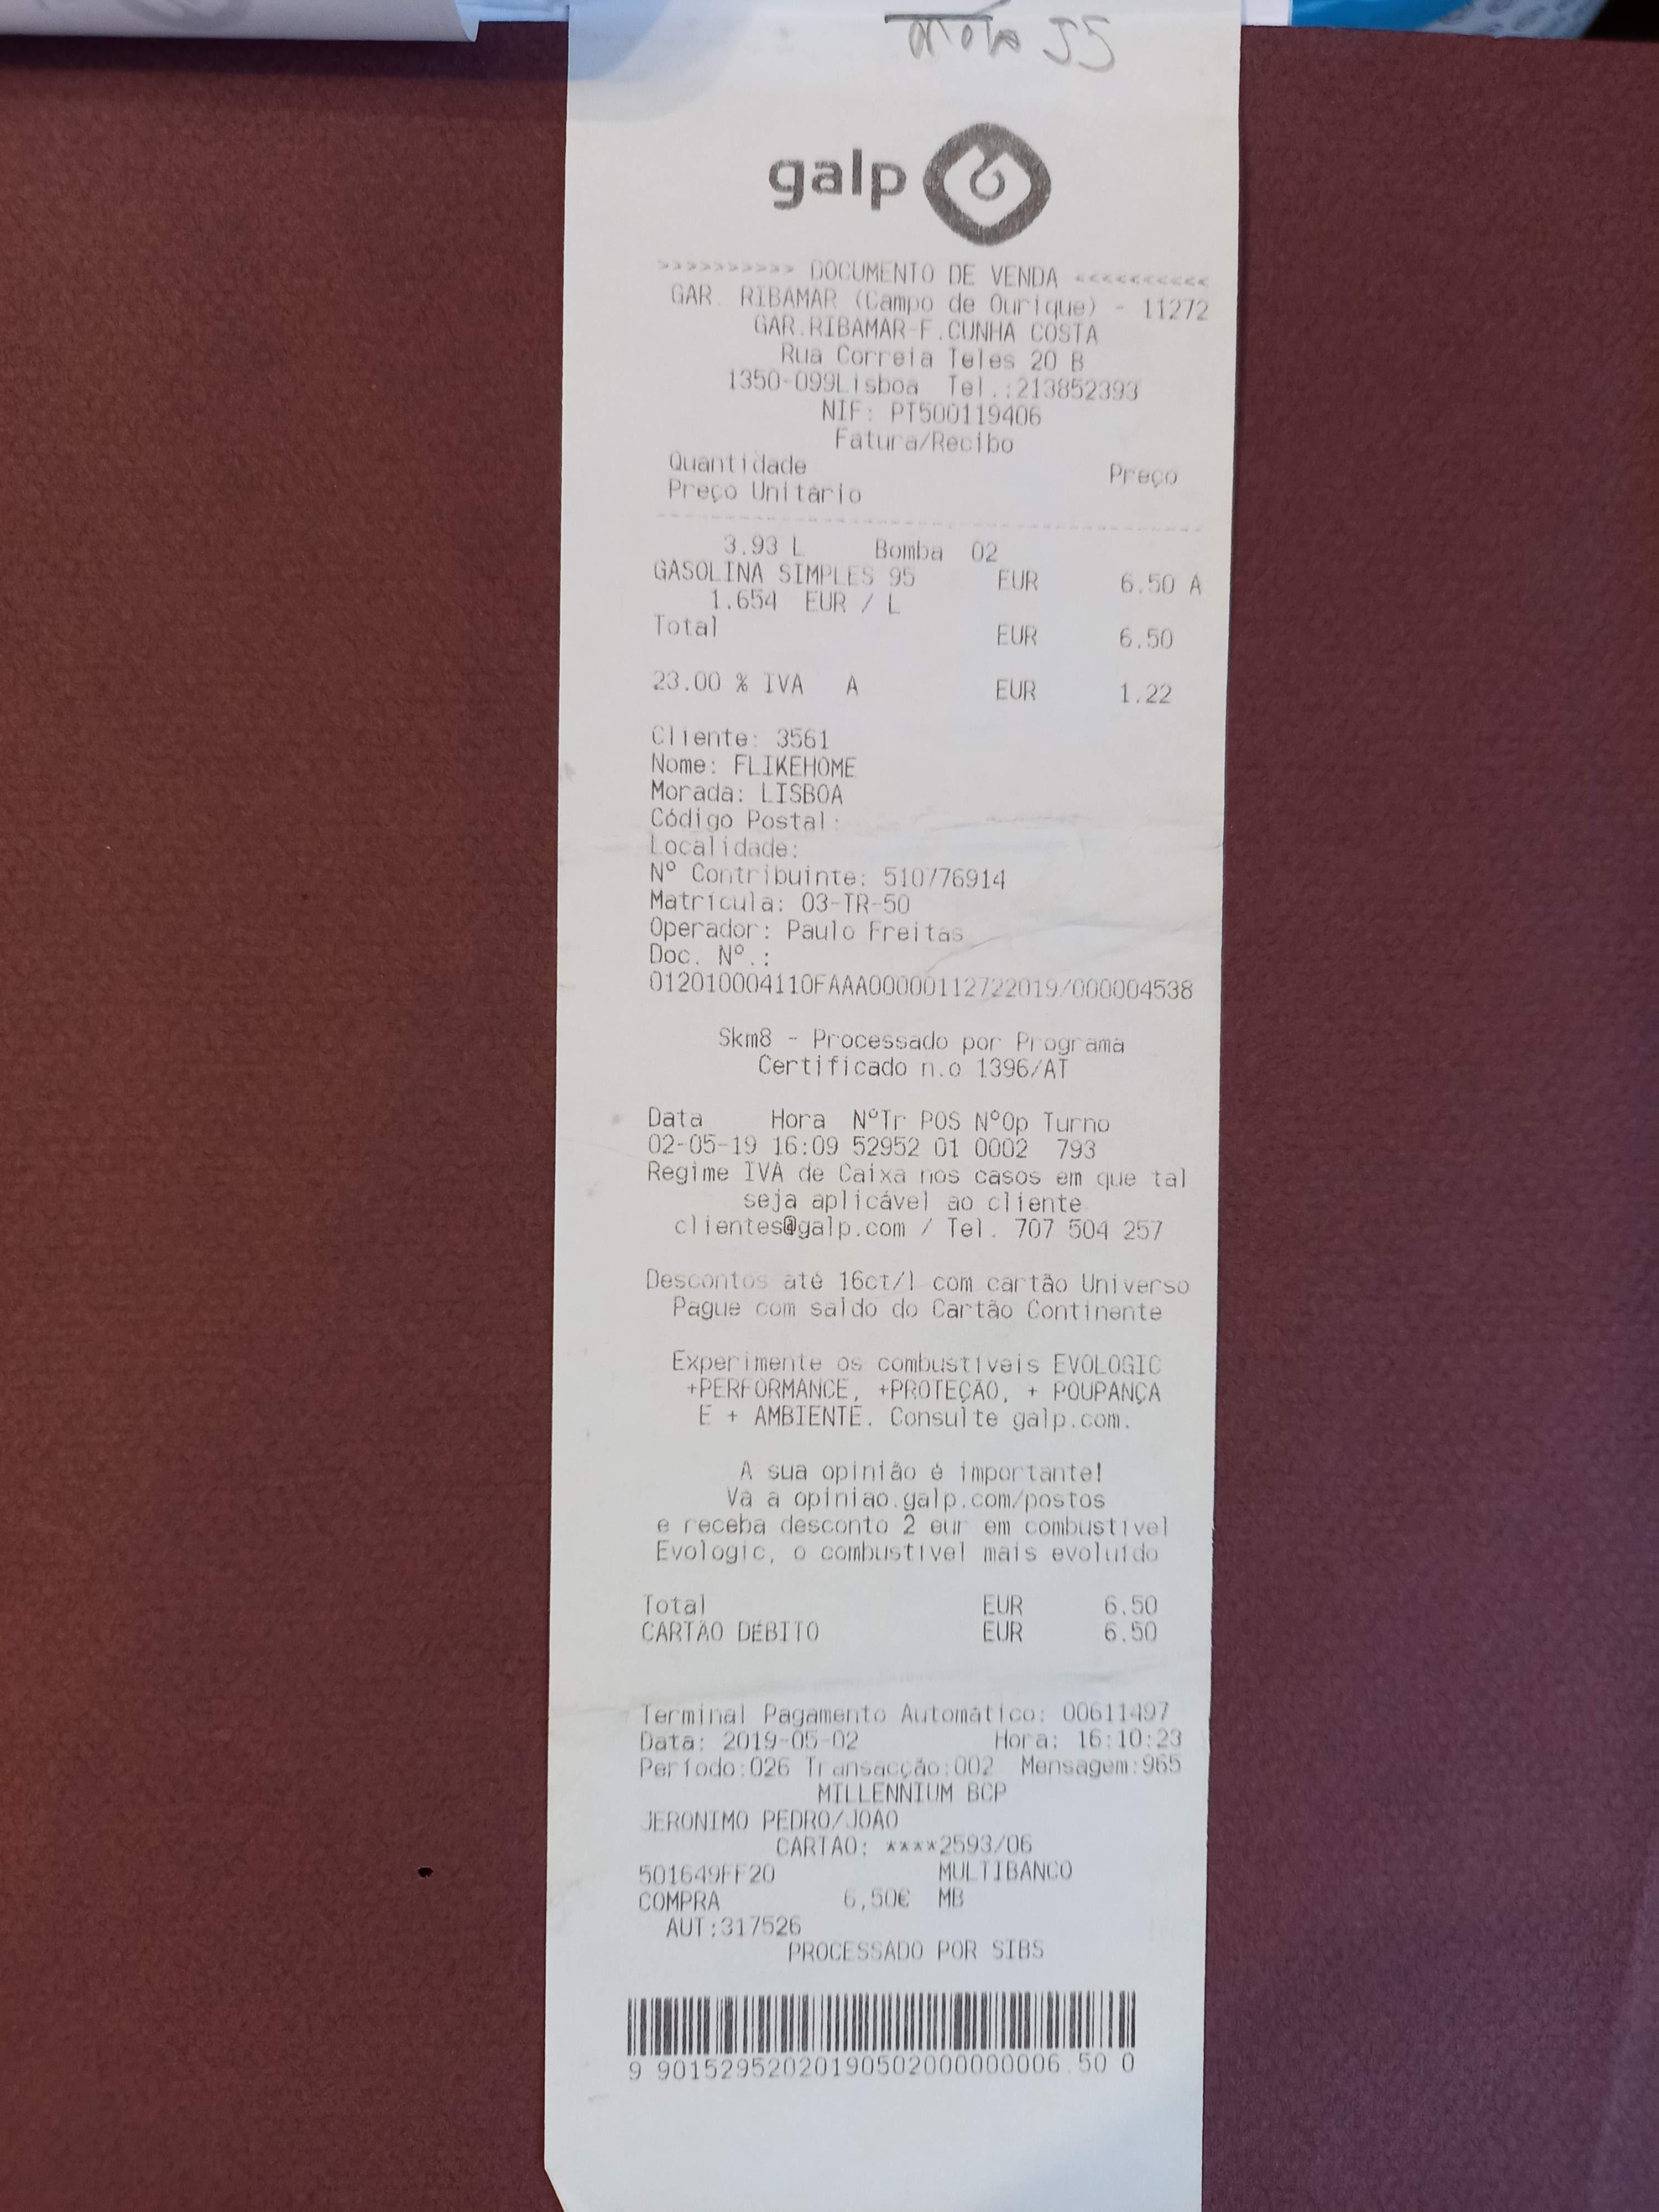 galp
>>>>>>>>>> DOCUMENTO DE VENDA <<<<<<<<<<
GAR. RIBAMAR (Campo de Ourique) - 11272
GAR.RIBAMAR-F.CUNHA COSTA
Rua Correia Teles 20 B
1350-099Lisboa Tel.:213852393
NIF: PT500119406
Fatura/Recibo
Quantidade Preço
Preço Unitário
3.93 L Bomba 02
GASOLINA SIMPLES 95 EUR 6.50 A
1.654 EUR / L
Total EUR 6.50
23.00 % IVA A EUR 1.22
Cliente: 3561
Nome: FLIKEHOME
Morada: LISBOA
Código Postal:
Localidade:
Nº Contribuinte: 510776914
Matrícula: 03-TR-50
Operador: Paulo Freitas
Doc. Nº.:
012010004110FAAA00000112722019/000004538
Skm8 - Processado por Programa
Certificado n.o 1396/AT
Data Hora NºTr POS NºOp Turno
02-05-19 16:09 52952 01 0002 793
Regime IVA de Caixa nos casos em que tal
seja aplicável ao cliente
clientes@galp.com / Tel. 707 504 257
Descontos até 16ct/l com cartão Universo
Pague com saldo do Cartão Continente
Experimente os combustíveis EVOLOGIC
+PERFORMANCE, +PROTEÇÃO, + POUPANÇA
E + AMBIENTE. Consulte galp.com.
A sua opinião é importante!
Vá a opiniao.galp.com/postos
e receba desconto 2 eur em combustível
Evologic, o combustível mais evoluído
Total EUR 6.50
CARTÃO DÉBITO EUR 6.50
Terminal Pagamento Automático: 00611497
Data: 2019-05-02 Hora: 16:10:23
Período:026 Transacção:002 Mensagem:965
MILLENNIUM BCP
JERONIMO PEDRO/JOAO
CARTAO: ****2593/06
501649FF20 MULTIBANCO
COMPRA 6,50€ MB
AUT:317526
PROCESSADO POR SIBS
9 90152952020190502000000006.50 0